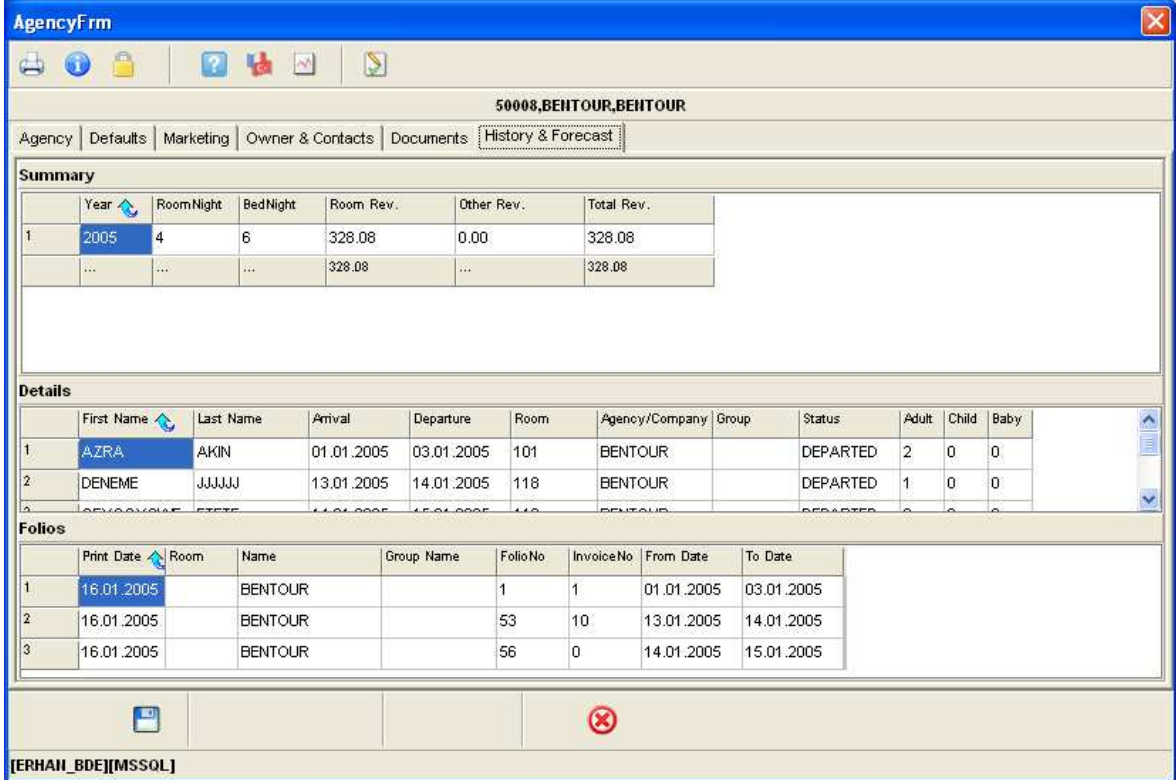 AgencyFrm
50008,BENTOUR,BENTOUR
Agency Defaults Marketing Owner & Contacts Documents History & Forecast
Summary
Year RoomNight BedNight Room Rev. Other Rev. Total Rev.
1 2005 4 6 328.08 0.00 328.08
... ... ... 328.08 ... 328.08
Details
First Name Last Name Arrival Departure Room Agency/Company Group Status Adult Child Baby
1 AZRA AKIN 01.01.2005 03.01.2005 101 BENTOUR DEPARTED 2 0 0
2 DENEME JJJJJJ 13.01.2005 14.01.2005 118 BENTOUR DEPARTED 1 0 0
Folios
Print Date Room Name Group Name FolioNo InvoiceNo From Date To Date
1 16.01.2005 BENTOUR 1 1 01.01.2005 03.01.2005
2 16.01.2005 BENTOUR 53 10 13.01.2005 14.01.2005
3 16.01.2005 BENTOUR 56 0 14.01.2005 15.01.2005
[ERHAN_BDE][MSSQL]